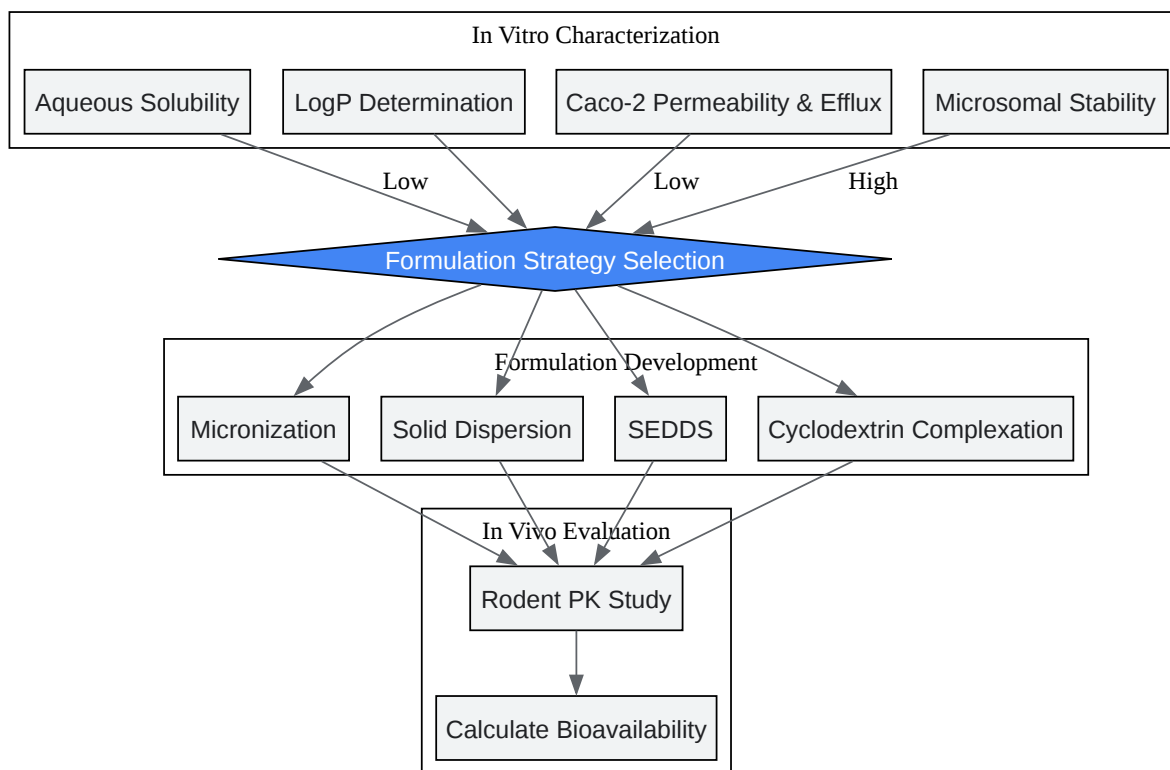 In Vitro Characterization
Aqueous Solubility
LogP Determination
Caco-2 Permeability & Efflux
Microsomal Stability
Low
Low
High
Formulation Strategy Selection
Formulation Development
Micronization
Solid Dispersion
SEDDS
Cyclodextrin Complexation
In Vivo Evaluation
Rodent PK Study
Calculate Bioavailability